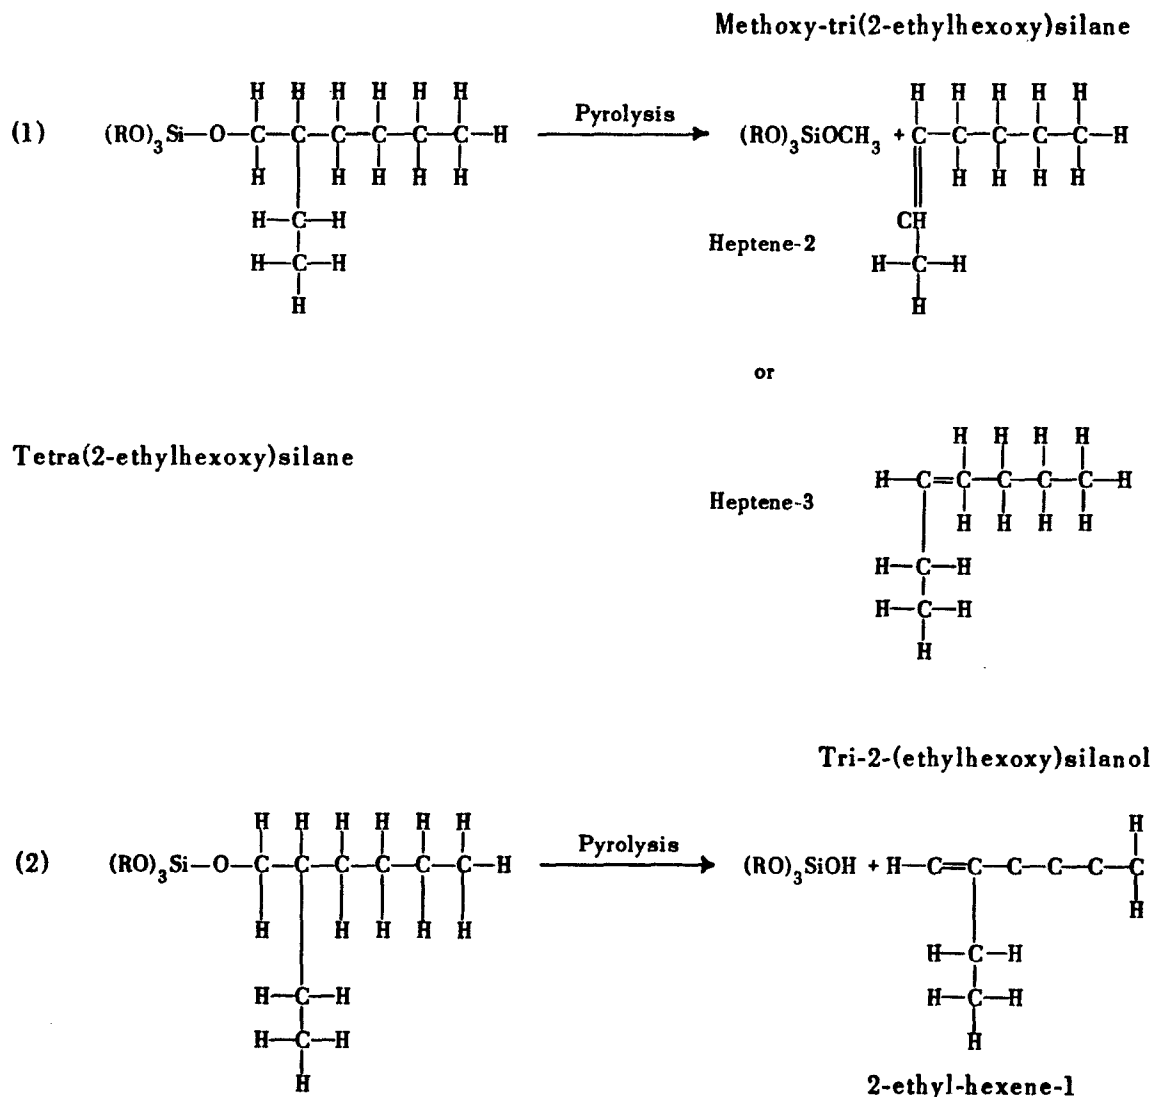 Methoxy-tri(2-ethylhexoxy)silane
H H H H H H H H H H H
Pyrolysis
(1) (RO)₃Si—O—C—C—C—C—C—C—H (RO)₃SiOCH₃ + C—C—C—C—C—H
H H H H H H H H H
H—C—H CH
Heptene-2
H—C—H H—C—H
H H
or
H H H H
Tetra(2-ethylhexoxy)silane
Heptene-3 H—C=C—C—C—C—H
H H H H
H—C—H
H—C—H
H
Tri-2-(ethylhexoxy)silanol
H H H H H H H
Pyrolysis
(2) (RO)₃Si—O—C—C—C—C—C—C—H (RO)₃SiOH + H—C=C—C—C—C—C
H H H H H H
H—C—H
H—C—H H—C—H
H—C—H H
H
2-ethyl-hexene-1